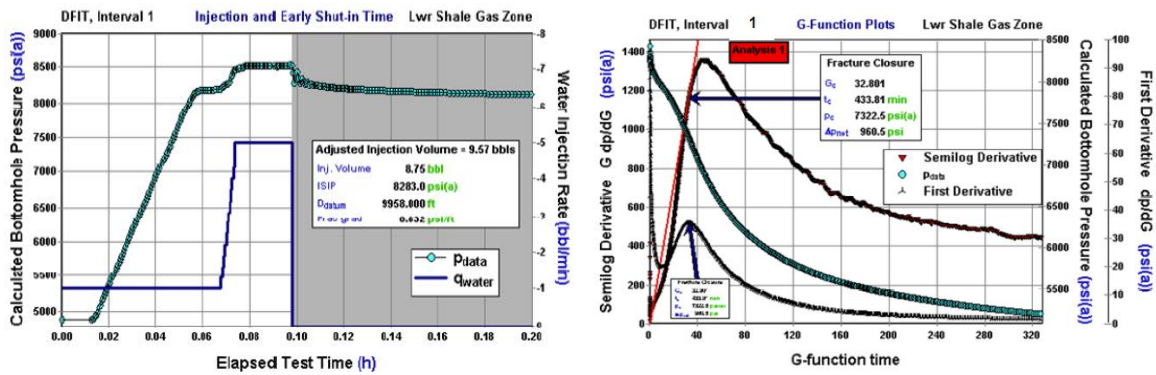 DFIT, Interval 1 Injection and Early Shut-in Time Lwr Shale Gas Zone
Calculated Bottomhole Pressure (psi(a))
9000
8500
8000
7500
7000
6500
6000
5500
5000
Adjusted Injection Volume = 9.57 bbls
Inj. Volume 8.75 bbl
ISIP 8283.0 psi(a)
Ddatum 9958.000 ft
Frac grad 0.832 psi/ft
pdata
qwater
-8
-7
-6
-5
-4
-3
-2
-1
Water Injection Rate (bbl/min)
0.00 0.02 0.04 0.06 0.08 0.10 0.12 0.14 0.16 0.18 0.20
Elapsed Test Time (h)
DFIT, Interval 1 G-Function Plots Lwr Shale Gas Zone
Semilog Derivative G dp/dG (psi(a))
1400
1200
1000
800
600
400
200
0
Analysis 1
Fracture Closure
Gc 32.801
tc 433.81 min
pc 7322.5 psi(a)
ΔPnet 960.5 psi
Semilog Derivative
Pdata
First Derivative
Fracture Closure
8500
8000
7500
7000
6500
6000
5500
Calculated Bottomhole Pressure (psi(a))
100
90
80
70
60
50
40
30
20
10
0
First Derivative dp/dG (psi(a))
0 40 80 120 160 200 240 280 320
G-function time